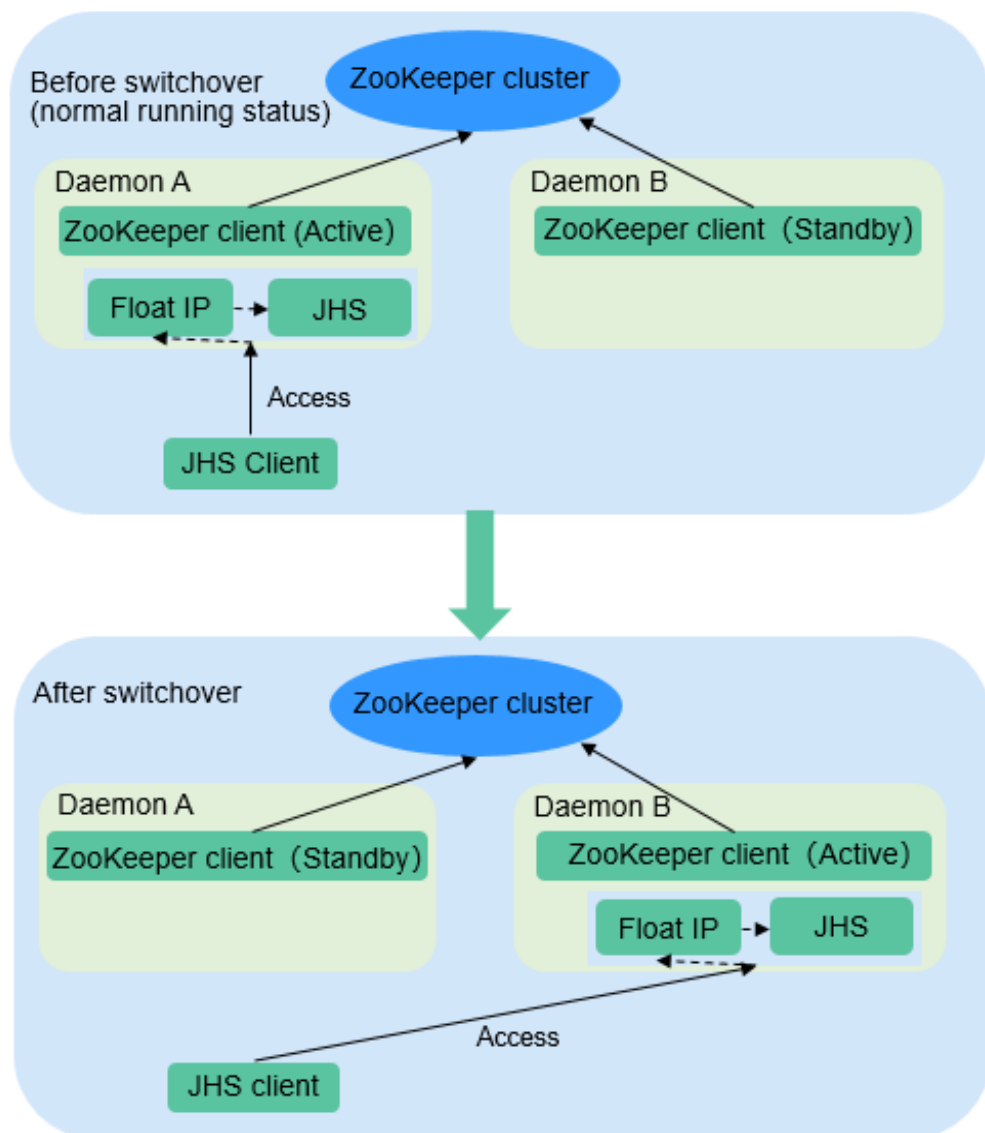 ZooKeeper cluster
Before switchover
(normal running status)
Daemon A
ZooKeeper client (Active)
Float IP
JHS
Access
JHS Client
Daemon B
ZooKeeper client（Standby）
ZooKeeper cluster
After switchover
Daemon A
ZooKeeper client（Standby）
Daemon B
ZooKeeper client（Active）
Float IP
JHS
Access
JHS client